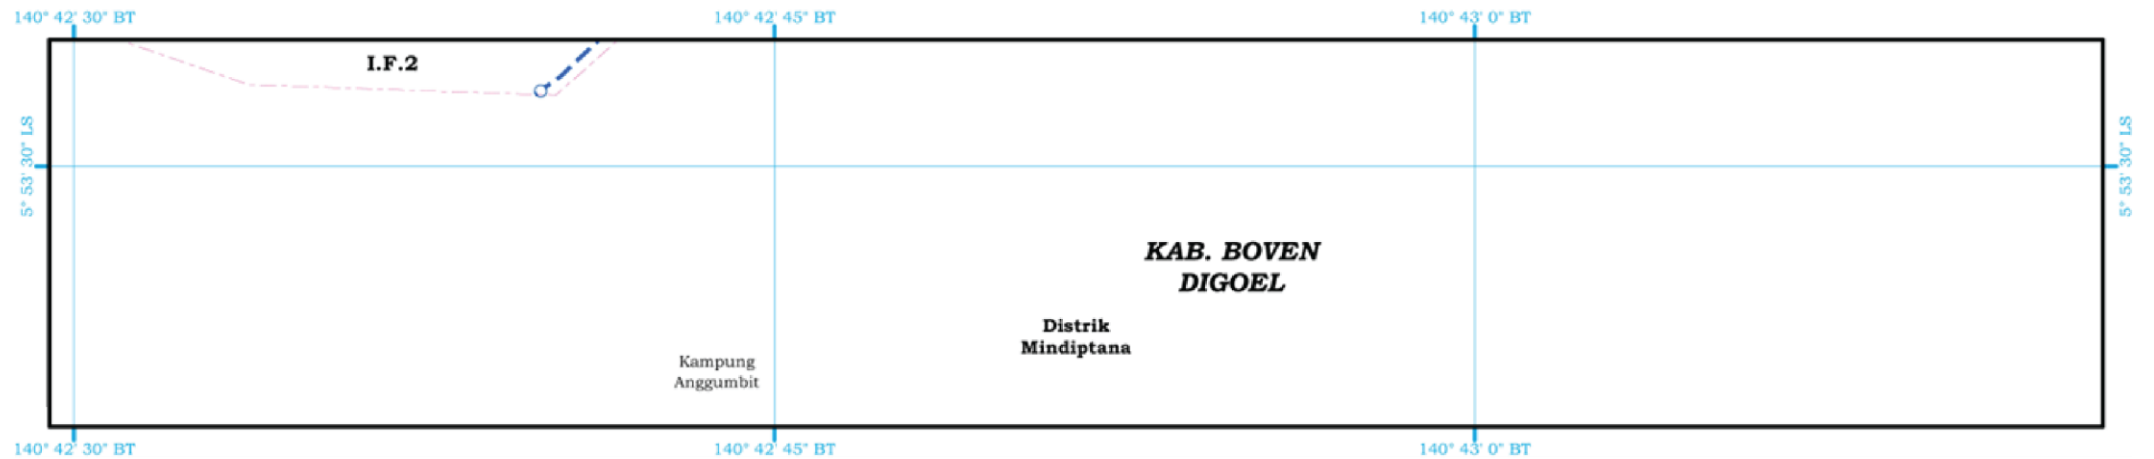 140° 42' 30" BT
140° 42' 45" BT
140° 43' 0" BT
I.F.2
5° 53' 30" LS
5° 53' 30" LS
KAB. BOVEN
DIGOEL
Distrik
Mindiptana
Kampung
Anggumbit
140° 42' 30" BT
140° 42' 45" BT
140° 43' 0" BT